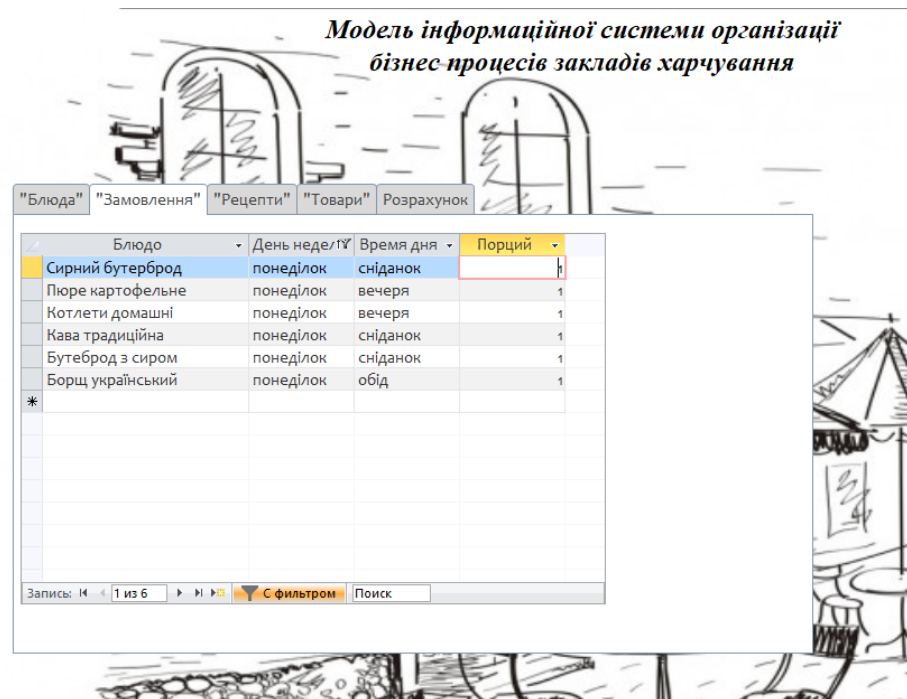 Модель інформаційної системи організації
бізнес-процесів закладів харчування
"Блюда" "Замовлення" "Рецепти" "Товари" Розрахунок
Блюдо День недел Время дня Порций
Сирний бутерброд понеділок сніданок 1
Пюре картофельне понеділок вечеря 1
Котлети домашні понеділок вечеря 1
Кава традиційна понеділок сніданок 1
Бутеброд з сиром понеділок сніданок 1
Борщ український понеділок обід 1
Запись: 1 из 6 С фильтром Поиск